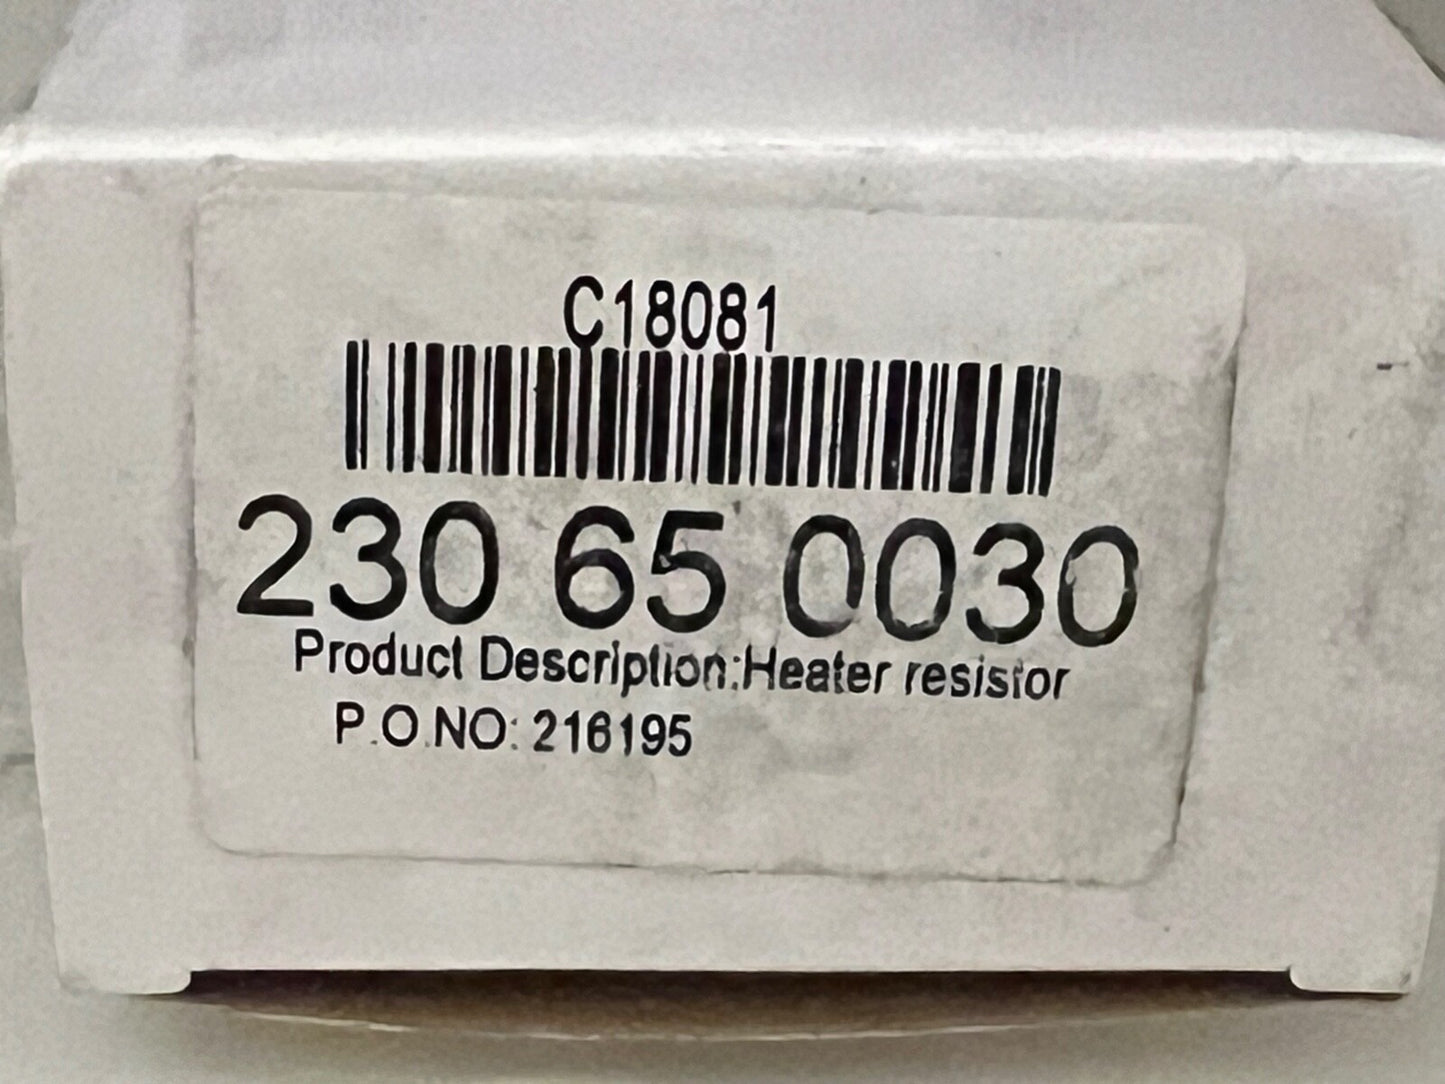 C18081
230 65 0030
Product Description:Heater resistor
P.O.NO: 216195